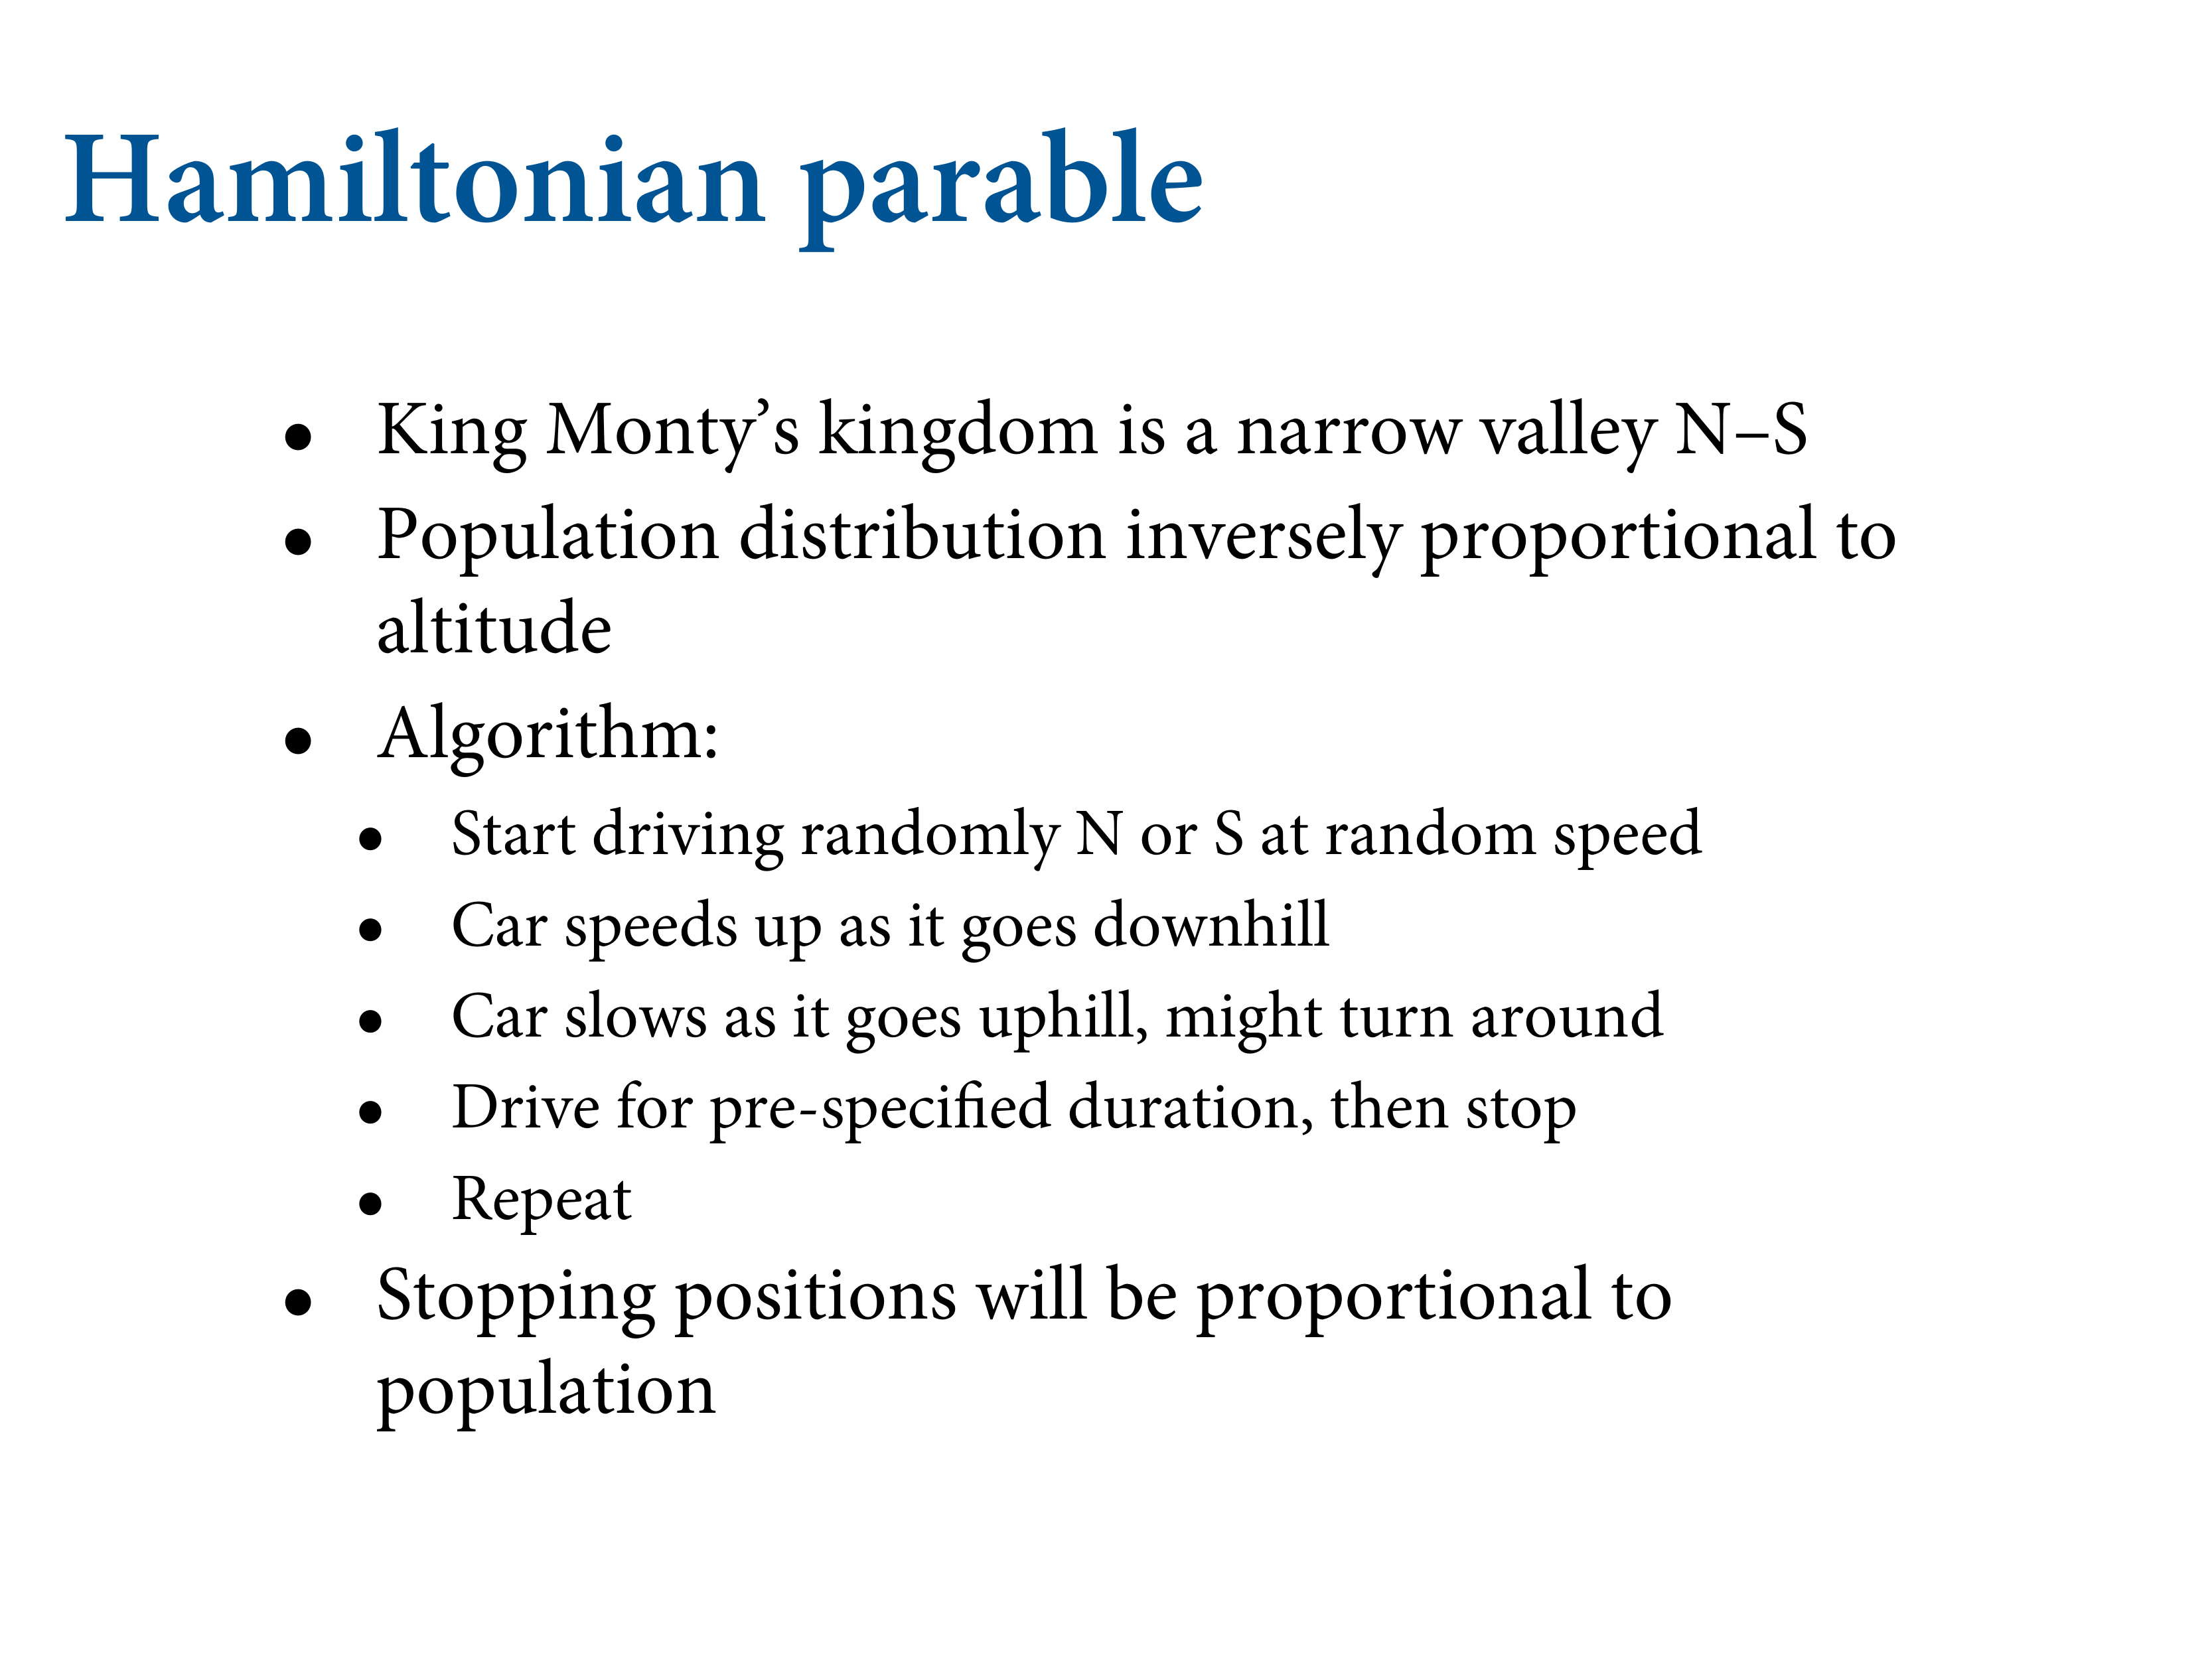 Hamiltonian parable
• King Monty’s kingdom is a narrow valley N–S
• Population distribution inversely proportional to
altitude
• Algorithm:
• Start driving randomly N or S at random speed
• Car speeds up as it goes downhill
• Car slows as it goes uphill, might turn around
• Drive for pre-specified duration, then stop
• Repeat
• Stopping positions will be proportional to
population